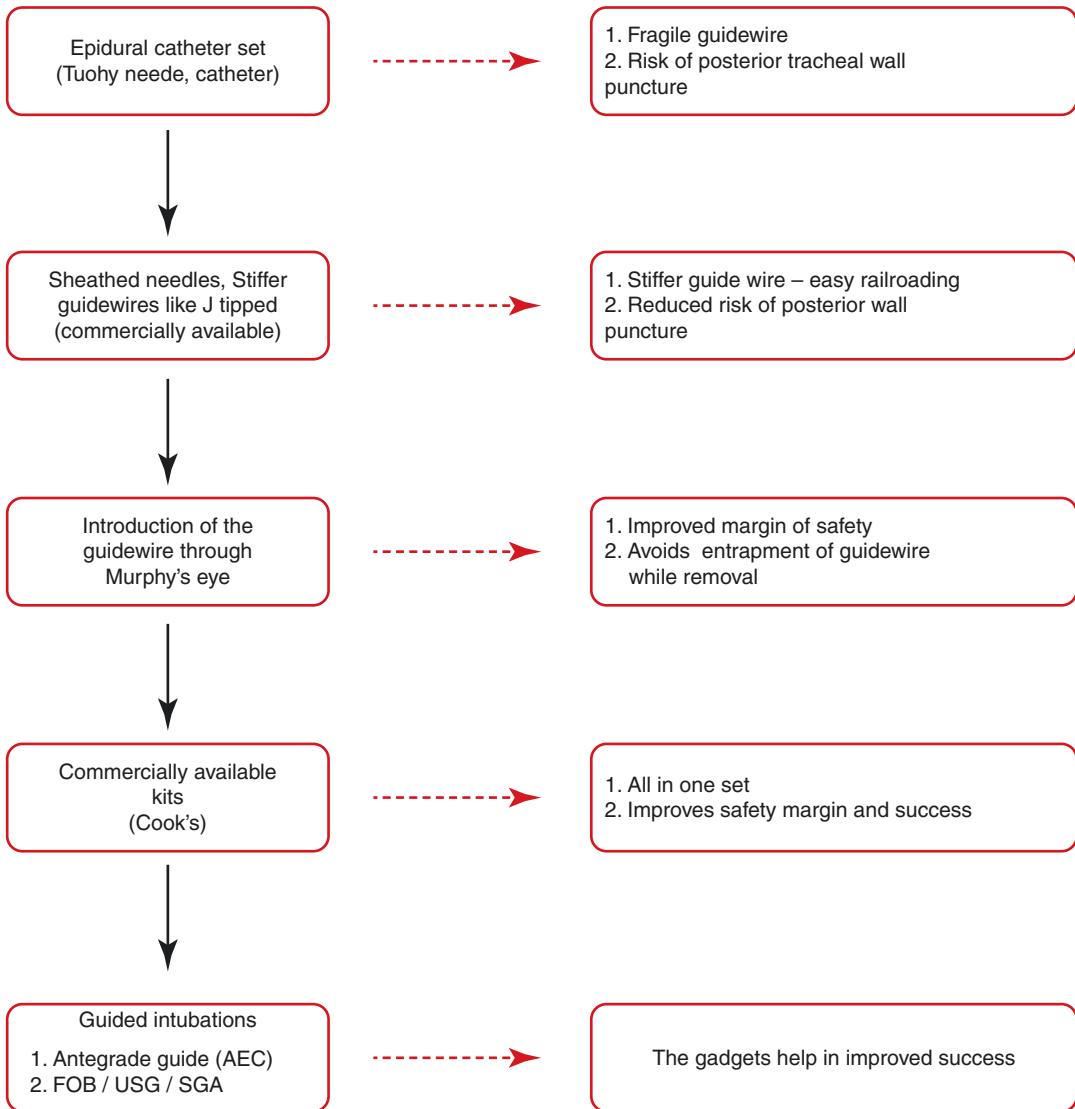 Epidural catheter set
(Tuohy neede, catheter)
1. Fragile guidewire
2. Risk of posterior tracheal wall
puncture
Sheathed needles, Stiffer
guidewires like J tipped
(commercially available)
1. Stiffer guide wire – easy railroading
2. Reduced risk of posterior wall
puncture
Introduction of the
guidewire through
Murphy's eye
1. Improved margin of safety
2. Avoids entrapment of guidewire
while removal
Commercially available
kits
(Cook's)
1. All in one set
2. Improves safety margin and success
Guided intubations
1. Antegrade guide (AEC)
2. FOB / USG / SGA
The gadgets help in improved success